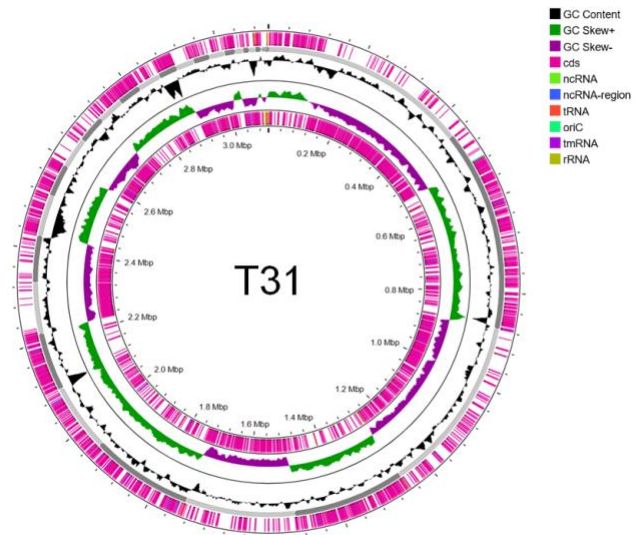 GC Content
GC Skew+
GC Skew-
cds
ncRNA
ncRNA-region
tRNA
oriC
tmRNA
rRNA
3.0 Mbp
0.2 Mbp
2.8 Mbp
0.4 Mbp
2.6 Mbp
0.6 Mbp
2.4 Mbp
T31
0.8 Mbp
2.2 Mbp
1.0 Mbp
2.0 Mbp
1.2 Mbp
1.8 Mbp
1.4 Mbp
1.6 Mbp